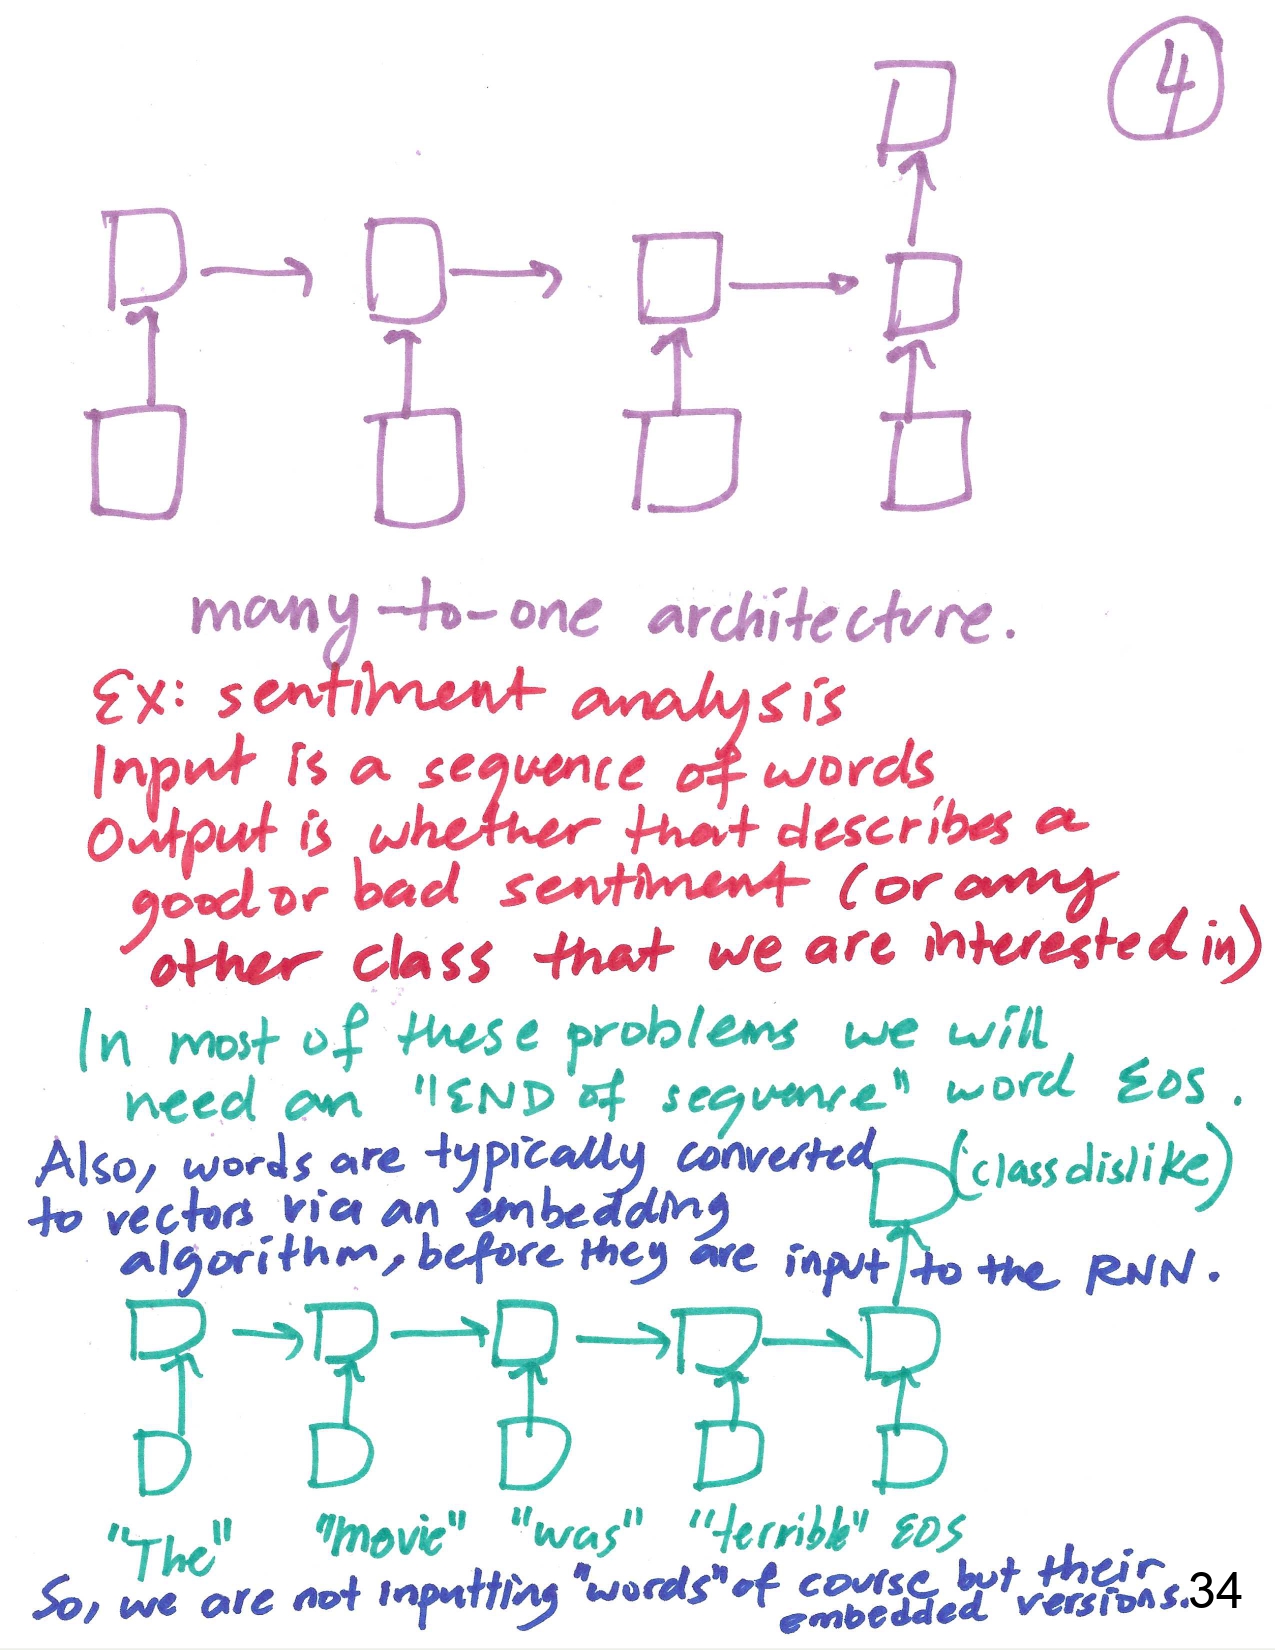 4
many-to-one architecture.
Ex: sentiment analysis
Input is a sequence of words
Output is whether that describes a
good or bad sentiment (or any
other class that we are interested in)
In most of these problems we will
need an "END of sequence" word EOS.
Also, words are typically converted
(class dislike)
to vectors via an embedding
algorithm, before they are input to the RNN.
"The" "movie" "was" "terrible" EOS
So, we are not inputting "words" of course but their
embedded versions.
34